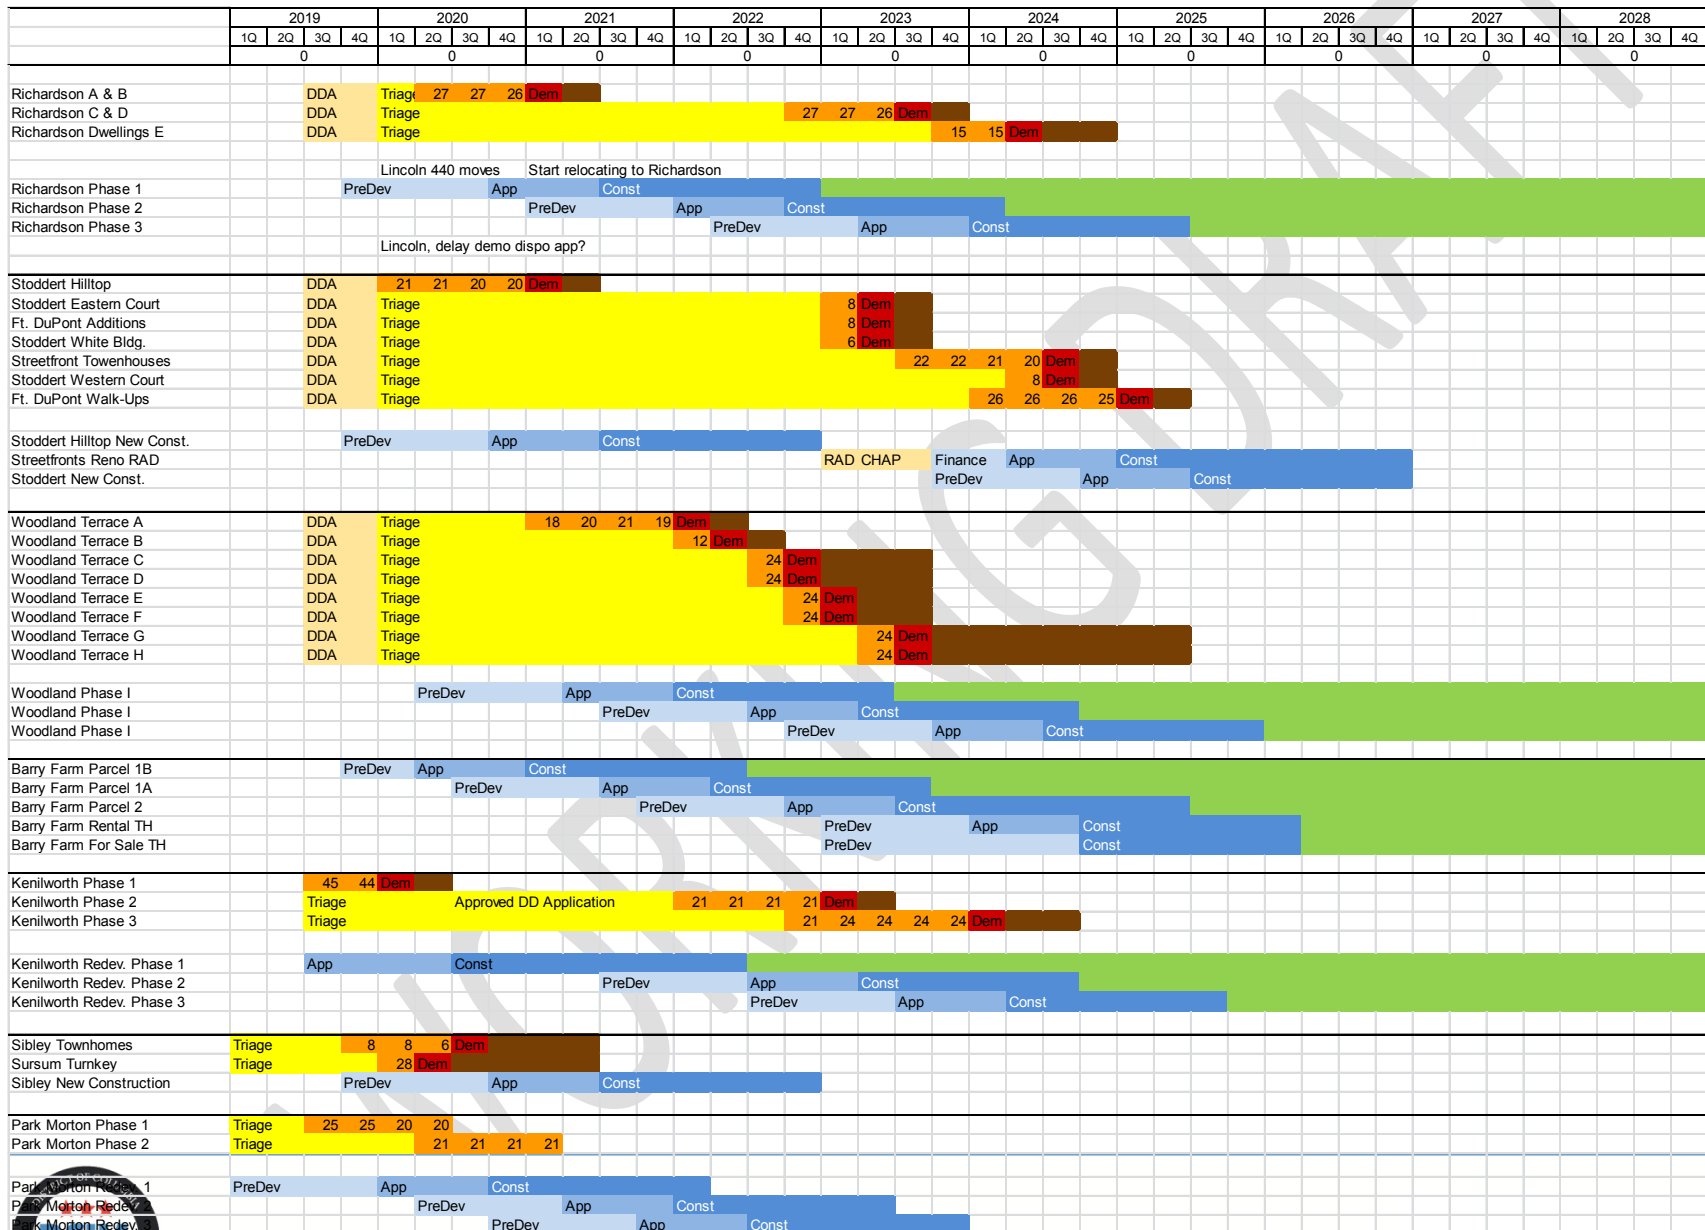 2019 2020 2021 2022 2023 2024 2025 2026 2027 2028
1Q 2Q 3Q 4Q 1Q 2Q 3Q 4Q 1Q 2Q 3Q 4Q 1Q 2Q 3Q 4Q 1Q 2Q 3Q 4Q 1Q 2Q 3Q 4Q 1Q 2Q 3Q 4Q 1Q 2Q 3Q 4Q 1Q 2Q 3Q 4Q 1Q 2Q 3Q 4Q
0 0 0 0 0 0 0 0 0 0
Richardson A & B DDA Triage 27 27 26 Dem
Richardson C & D DDA Triage 27 27 26 Dem
Richardson Dwellings E DDA Triage 15 15 Dem
Lincoln 440 moves Start relocating to Richardson
Richardson Phase 1 PreDev App Const
Richardson Phase 2 PreDev App Const
Richardson Phase 3 PreDev App Const
Lincoln, delay demo dispo app?
Stoddert Hilltop DDA 21 21 20 20 Dem
Stoddert Eastern Court DDA Triage 8 Dem
Ft. DuPont Additions DDA Triage 8 Dem
Stoddert White Bldg. DDA Triage 6 Dem
Streetfront Towenhouses DDA Triage 22 22 21 20 Dem
Stoddert Western Court DDA Triage 8 Dem
Ft. DuPont Walk-Ups DDA Triage 26 26 26 25 Dem
Stoddert Hilltop New Const. PreDev App Const
Streetfronts Reno RAD RAD CHAP Finance App Const
Stoddert New Const. PreDev App Const
Woodland Terrace A DDA Triage 18 20 21 19 Dem
Woodland Terrace B DDA Triage 12 Dem
Woodland Terrace C DDA Triage 24 Dem
Woodland Terrace D DDA Triage 24 Dem
Woodland Terrace E DDA Triage 24 Dem
Woodland Terrace F DDA Triage 24 Dem
Woodland Terrace G DDA Triage 24 Dem
Woodland Terrace H DDA Triage 24 Dem
Woodland Phase I PreDev App Const
Woodland Phase I PreDev App Const
Woodland Phase I PreDev App Const
Barry Farm Parcel 1B PreDev App Const
Barry Farm Parcel 1A PreDev App Const
Barry Farm Parcel 2 PreDev App Const
Barry Farm Rental TH PreDev App Const
Barry Farm For Sale TH PreDev Const
Kenilworth Phase 1 45 44 Dem
Kenilworth Phase 2 Triage Approved DD Application 21 21 21 21 Dem
Kenilworth Phase 3 Triage 21 24 24 24 24 Dem
Kenilworth Redev. Phase 1 App Const
Kenilworth Redev. Phase 2 PreDev App Const
Kenilworth Redev. Phase 3 PreDev App Const
Sibley Townhomes Triage 8 8 6 Dem
Sursum Turnkey Triage 28 Dem
Sibley New Construction PreDev App Const
Park Morton Phase 1 Triage 25 25 20 20
Park Morton Phase 2 Triage 21 21 21 21
Park Morton Redev. 1 PreDev App Const
Park Morton Redev. 2 PreDev App Const
Park Morton Redev. 3 PreDev App Const
WORKING DRAFT